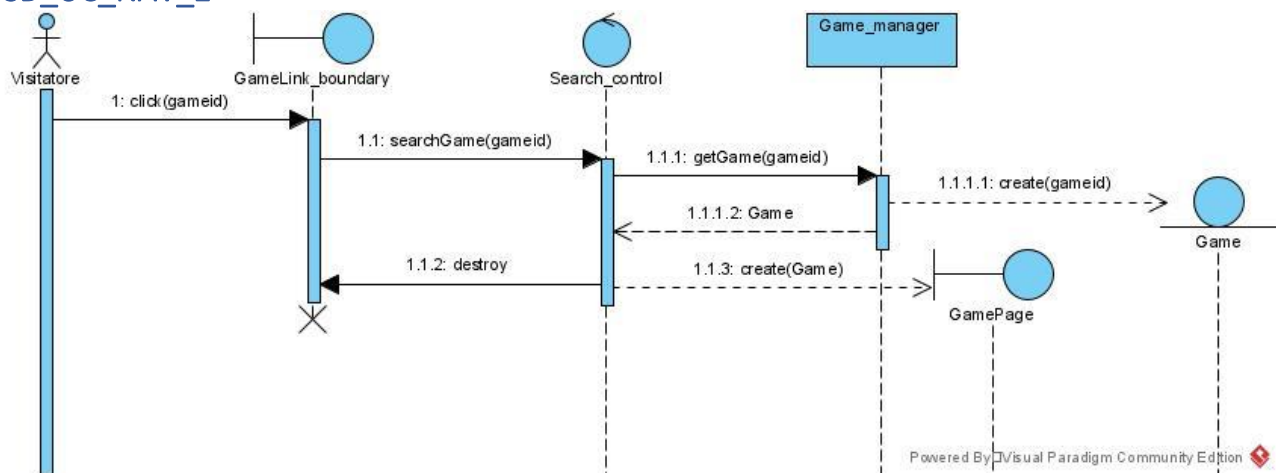 Game_manager
Visitatore
GameLink_boundary
Search_control
1: click(gameid)
1.1: searchGame(gameid)
1.1.1: getGame(gameid)
1.1.1.1: create(gameid)
1.1.1.2: Game
Game
1.1.2: destroy
1.1.3: create(Game)
GamePage
Powered By Visual Paradigm Community Edition